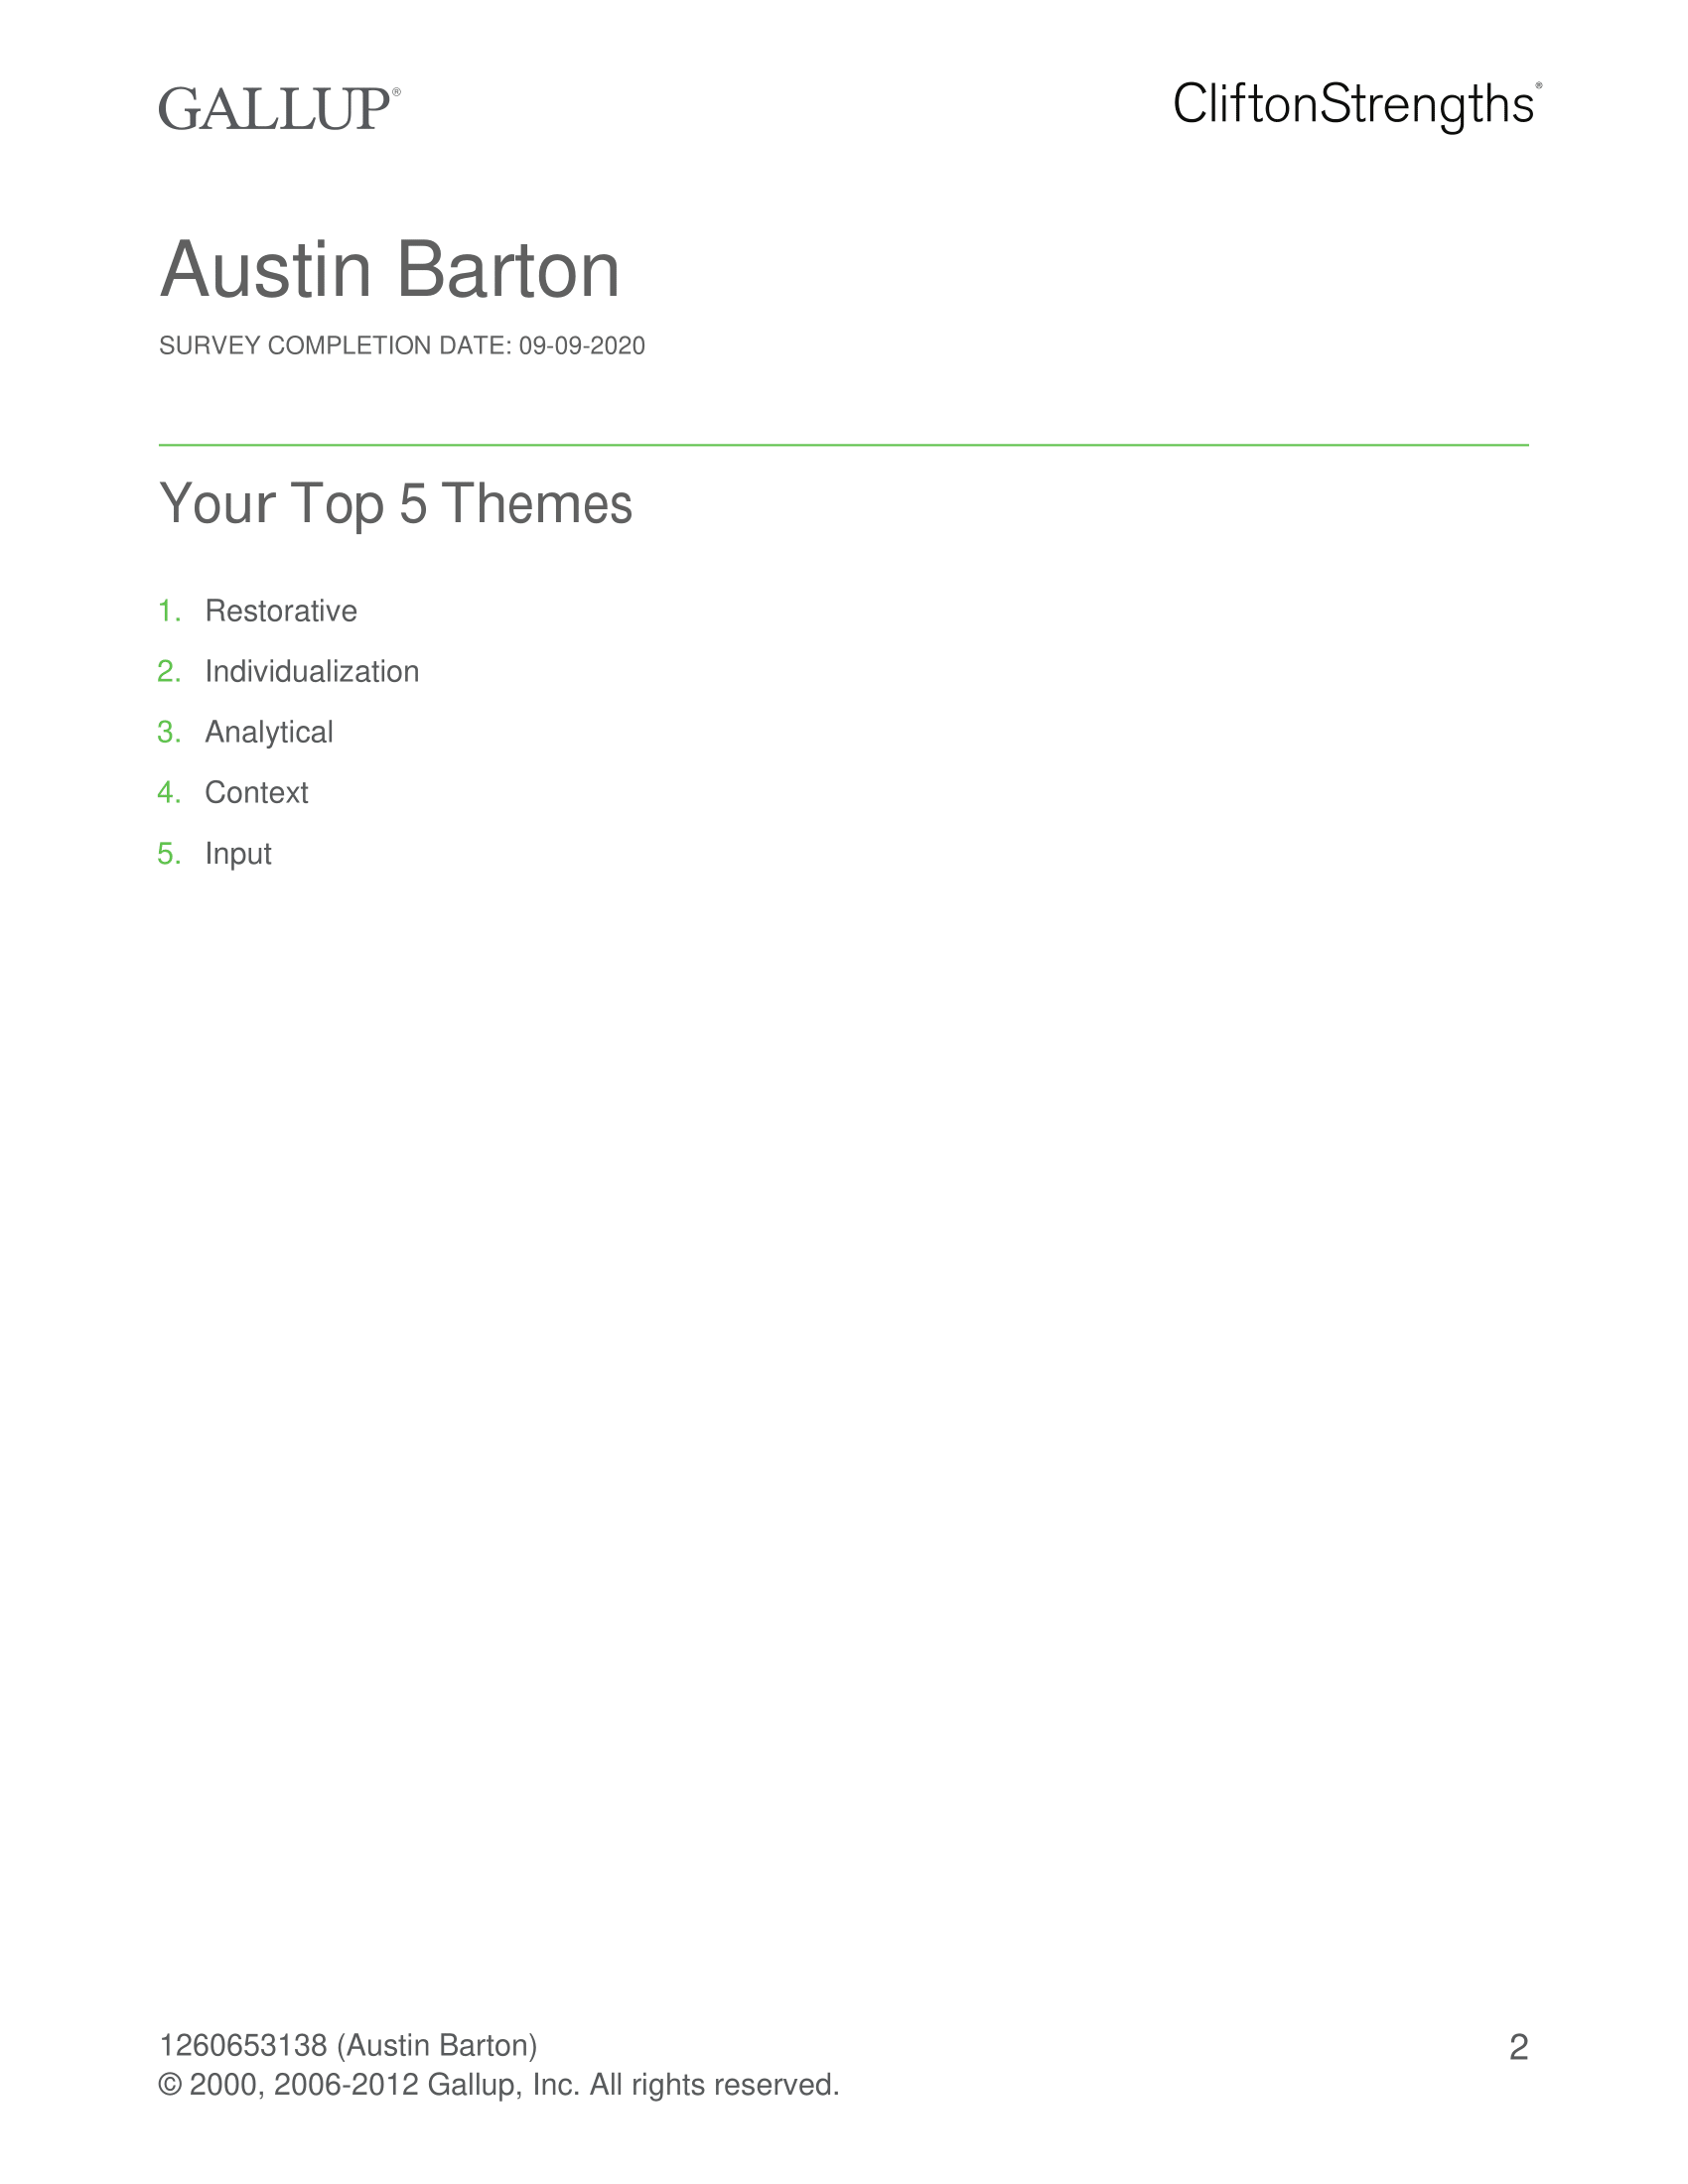 GALLUP®
CliftonStrengths®
Austin Barton
SURVEY COMPLETION DATE: 09-09-2020
Your Top 5 Themes
1. Restorative
2. Individualization
3. Analytical
4. Context
5. Input
1260653138 (Austin Barton)
2
© 2000, 2006-2012 Gallup, Inc. All rights reserved.